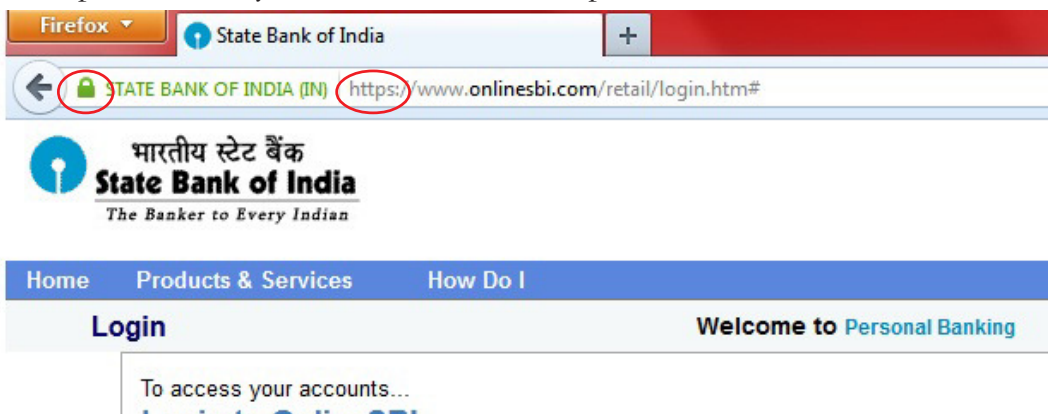 Firefox
State Bank of India
+
STATE BANK OF INDIA (IN) https://www.onlinesbi.com/retail/login.htm#
भारतीय स्टेट बैंक
State Bank of India
The Banker to Every Indian
Home Products & Services How Do I
Login Welcome to Personal Banking
To access your accounts...